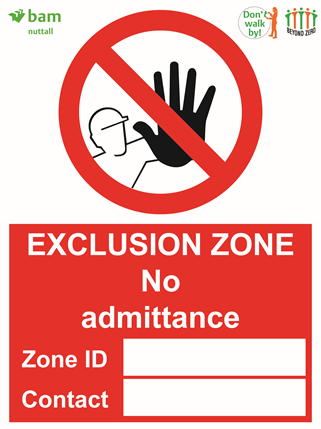 bam
nuttall
Don't
walk
by!
BEYOND ZERO
EXCLUSION ZONE
No
admittance
Zone ID
Contact